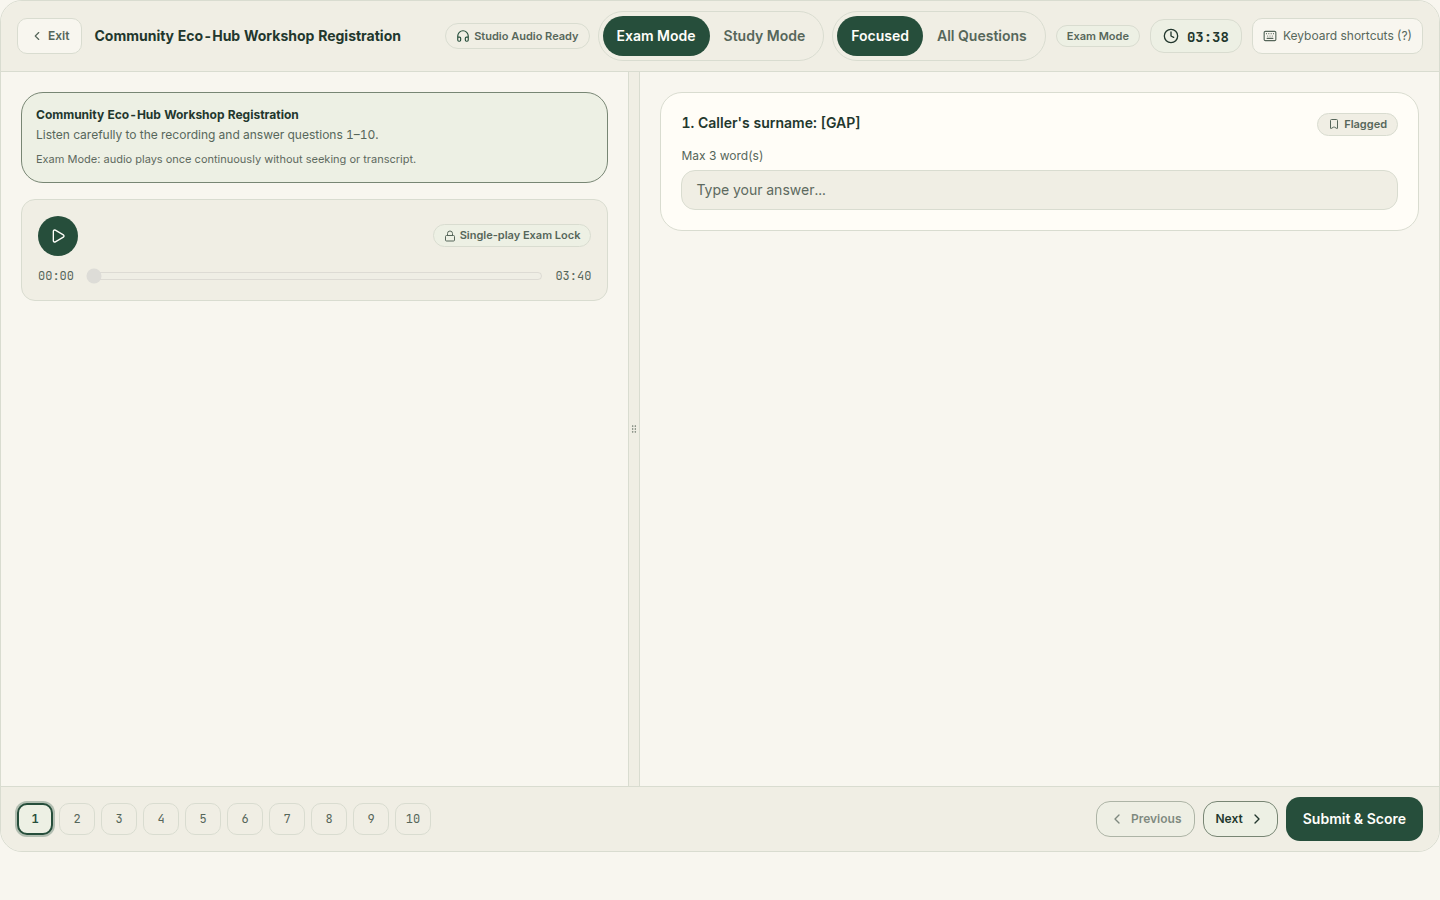 Exit
Community Eco-Hub Workshop Registration
Studio Audio Ready
Exam Mode
Study Mode
Focused
All Questions
Exam Mode
03:38
Keyboard shortcuts (?)
Community Eco-Hub Workshop Registration
Listen carefully to the recording and answer questions 1–10.
Exam Mode: audio plays once continuously without seeking or transcript.
Single-play Exam Lock
00:00
03:40
1. Caller's surname: [GAP]
Flagged
Max 3 word(s)
Type your answer...
1
2
3
4
5
6
7
8
9
10
Previous
Next
Submit & Score